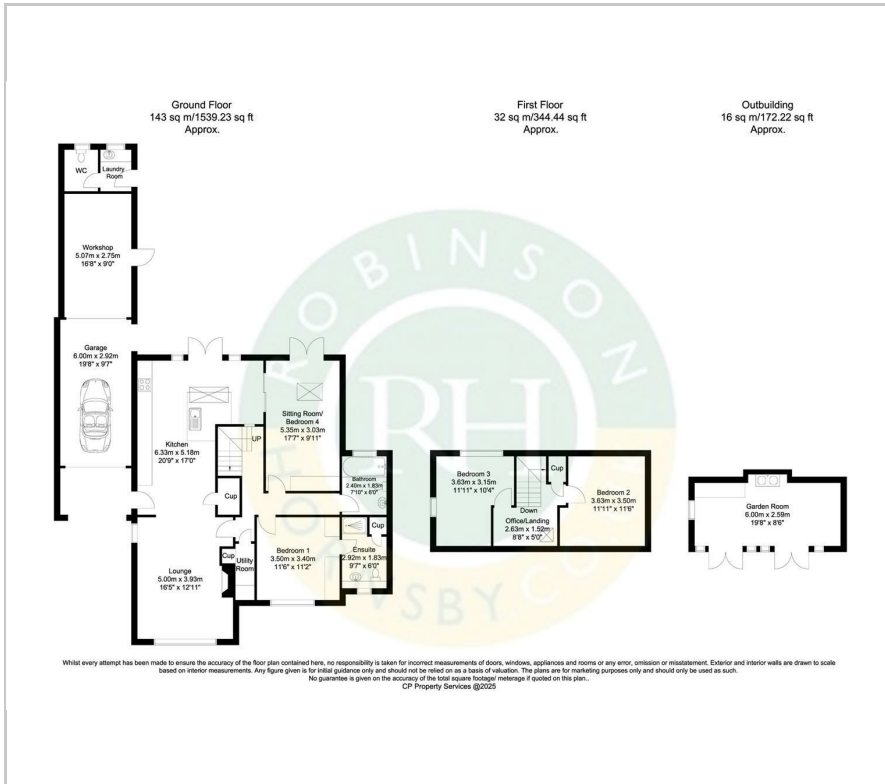 Ground Floor
143 sq m/1539.23 sq ft
Approx.
First Floor
32 sq m/344.44 sq ft
Approx.
Outbuilding
16 sq m/172.22 sq ft
Approx.
WC
Laundry
Room
Workshop
5.07m x 2.75m
16'8" x 9'0"
Garage
6.00m x 2.92m
19'8" x 9'7"
Kitchen
6.33m x 5.18m
20'9" x 17'0"
UP
Cup
Sitting Room/
Bedroom 4
5.35m x 3.03m
17'7" x 9'11"
Bathroom
2.40m x 1.83m
7'10" x 6'0"
Lounge
5.00m x 3.93m
16'5" x 12'11"
Cup
Utility
Room
Bedroom 1
3.50m x 3.40m
11'6" x 11'2"
Cup
Ensuite
2.92m x 1.83m
9'7" x 6'0"
Bedroom 3
3.63m x 3.15m
11'11" x 10'4"
Down
Office/Landing
2.63m x 1.52m
8'8" x 5'0"
Cup
Bedroom 2
3.63m x 3.50m
11'11" x 11'6"
Garden Room
6.00m x 2.59m
19'8" x 8'6"
ROBINSON
RH
HORNSBY CO
Whilst every attempt has been made to ensure the accuracy of the floor plan contained here, no responsibility is taken for incorrect measurements of doors, windows, appliances and rooms or any error, omission or misstatement. Exterior and interior walls are drawn to scale
based on interior measurements. Any figure given is for initial guidance only and should not be relied on as a basis of valuation. The plans are for marketing purposes only and should only be used as such.
No guarantee is given on the accuracy of the total square footage/ meterage if quoted on this plan..
CP Property Services @2025